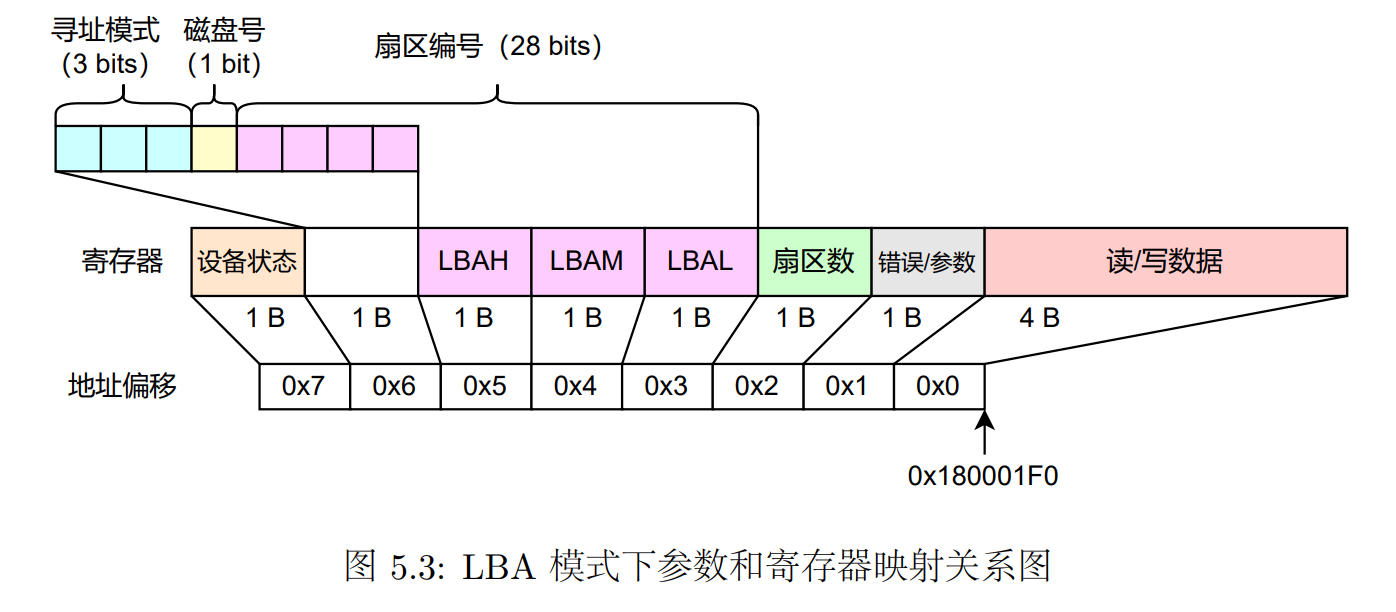 寻址模式 磁盘号 扇区编号（28 bits）
（3 bits） （1 bit）
寄存器 设备状态 LBAH LBAM LBAL 扇区数 错误/参数 读/写数据
1 B 1 B 1 B 1 B 1 B 1 B 1 B 4 B
地址偏移 0x7 0x6 0x5 0x4 0x3 0x2 0x1 0x0
0x180001F0
图 5.3: LBA 模式下参数和寄存器映射关系图